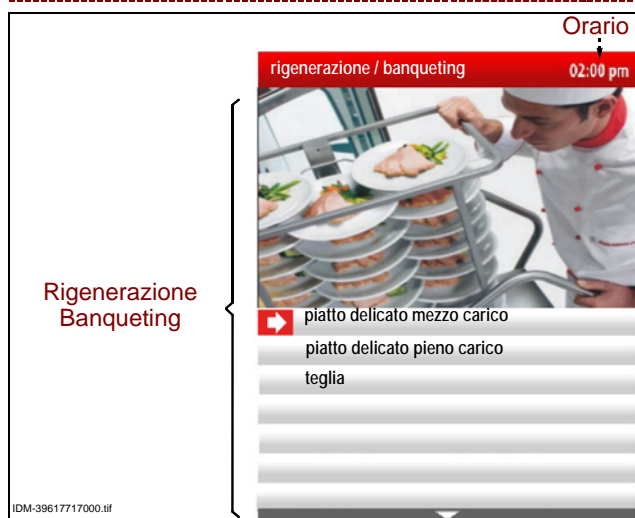 Orario
rigenerazione / banqueting 02:00 pm
Rigenerazione
Banqueting
piatto delicato mezzo carico
piatto delicato pieno carico
teglia
IDM-39617717000.tif